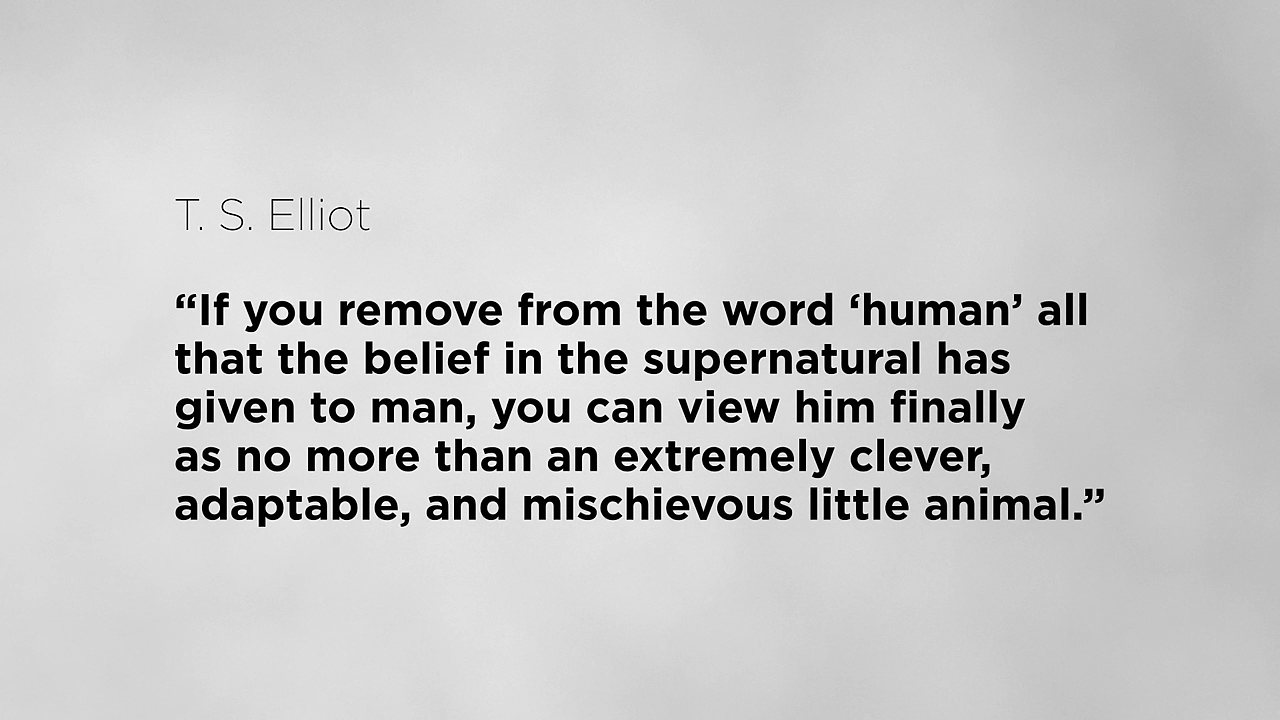 T. S. Elliot
“If you remove from the word ‘human’ all
that the belief in the supernatural has
given to man, you can view him finally
as no more than an extremely clever,
adaptable, and mischievous little animal.”